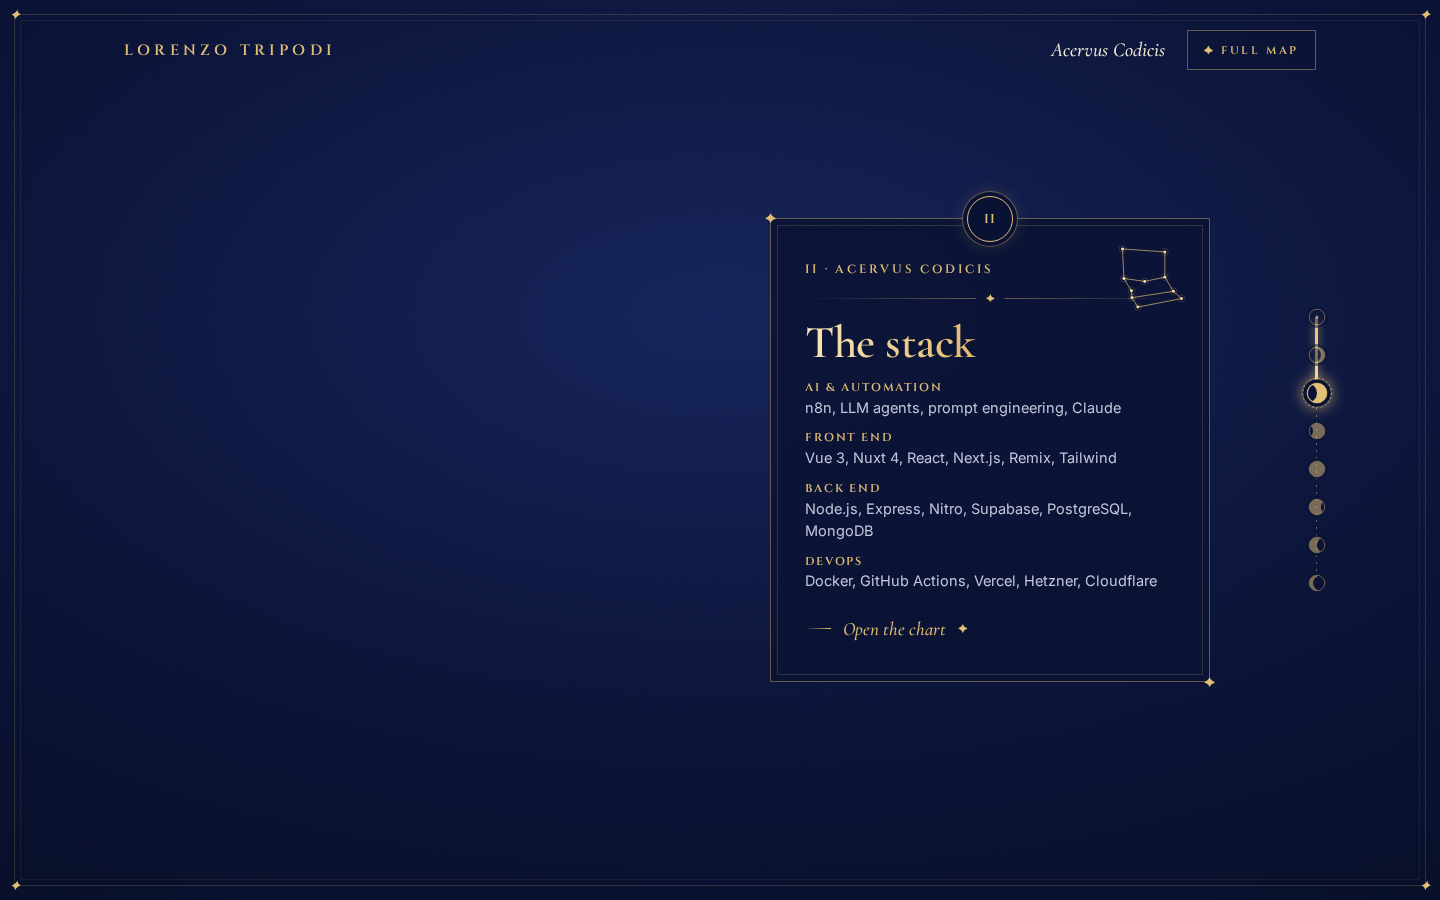 LORENZO TRIPODI
Acervus Codicis
FULL MAP
II
II · ACERVUS CODICIS
The stack
AI & AUTOMATION
n8n, LLM agents, prompt engineering, Claude
FRONT END
Vue 3, Nuxt 4, React, Next.js, Remix, Tailwind
BACK END
Node.js, Express, Nitro, Supabase, PostgreSQL,
MongoDB
DEVOPS
Docker, GitHub Actions, Vercel, Hetzner, Cloudflare
Open the chart